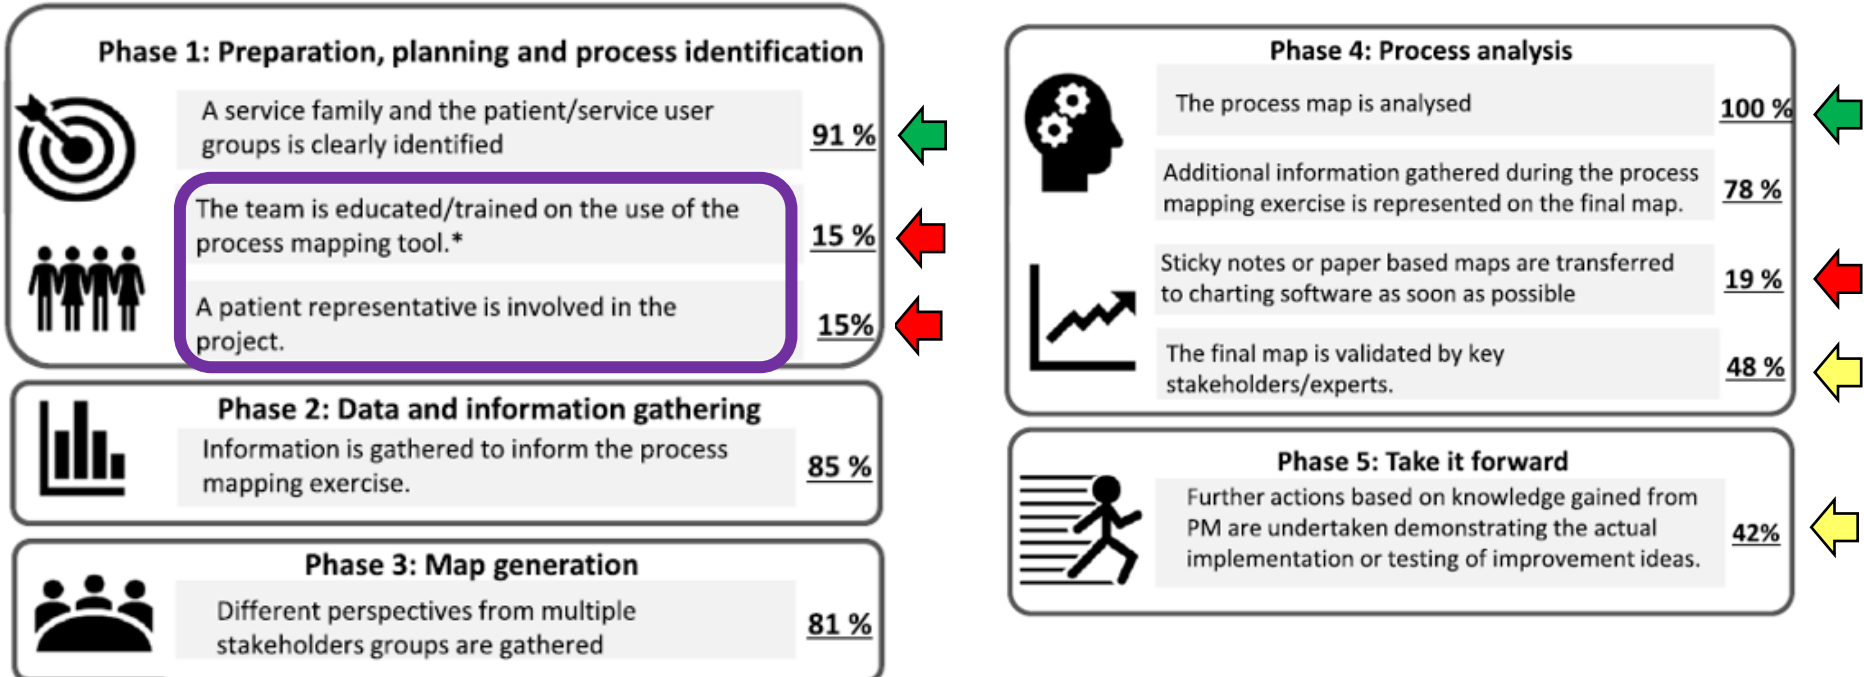 Phase 1: Preparation, planning and process identification
A service family and the patient/service user
groups is clearly identified
91 %
The team is educated/trained on the use of the
process mapping tool.*
15 %
A patient representative is involved in the
project.
15%
Phase 2: Data and information gathering
Information is gathered to inform the process
mapping exercise.
85 %
Phase 3: Map generation
Different perspectives from multiple
stakeholders groups are gathered
81 %
Phase 4: Process analysis
The process map is analysed
100 %
Additional information gathered during the process
mapping exercise is represented on the final map.
78 %
Sticky notes or paper based maps are transferred
to charting software as soon as possible
19 %
The final map is validated by key
stakeholders/experts.
48 %
Phase 5: Take it forward
Further actions based on knowledge gained from
PM are undertaken demonstrating the actual
implementation or testing of improvement ideas.
42%